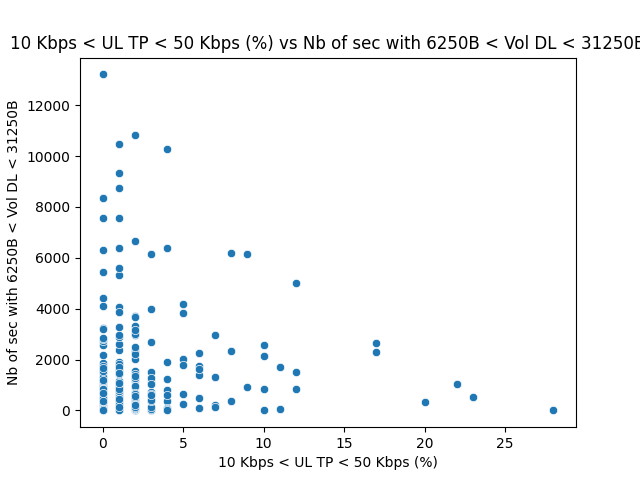 10 Kbps < UL TP < 50 Kbps (%) vs Nb of sec with 6250B < Vol DL < 31250B
12000
10000
8000
6000
4000
2000
0
Nb of sec with 6250B < Vol DL < 31250B
0 5 10 15 20 25
10 Kbps < UL TP < 50 Kbps (%)